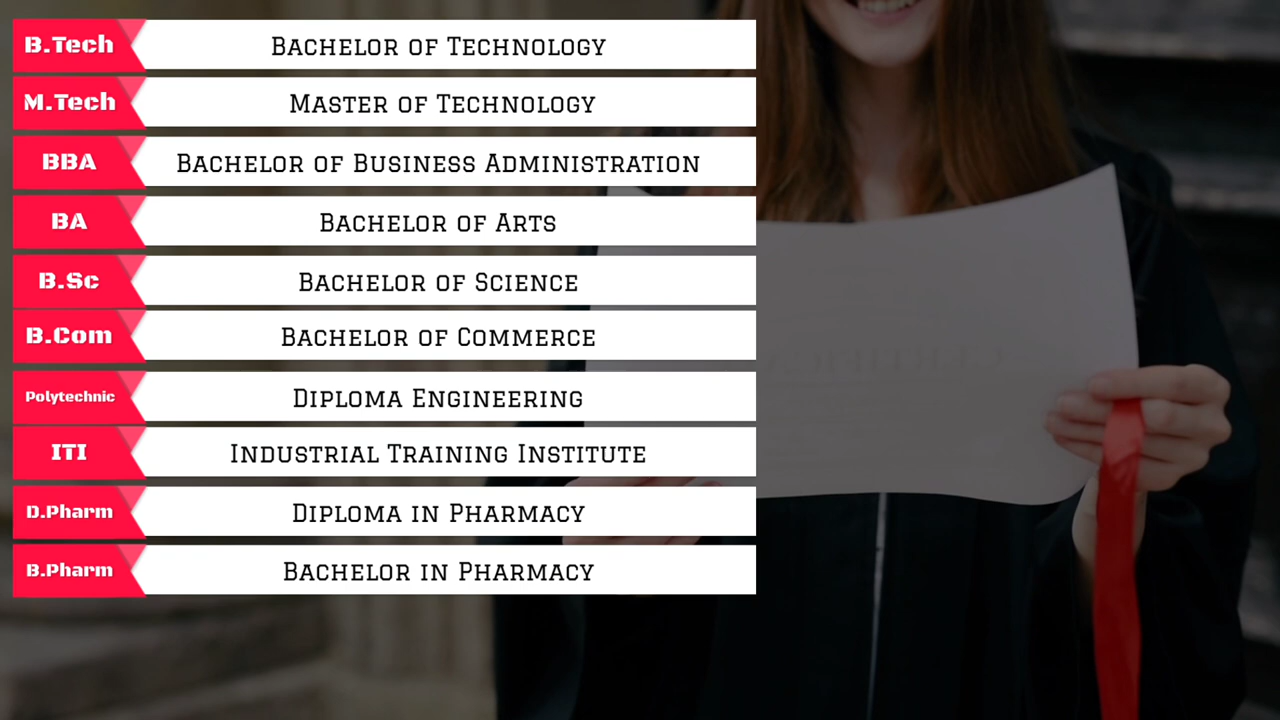 B.Tech Bachelor of Technology
M.Tech Master of Technology
BBA Bachelor of Business Administration
BA Bachelor of Arts
B.Sc Bachelor of Science
B.Com Bachelor of Commerce
Polytechnic Diploma Engineering
ITI Industrial Training Institute
D.Pharm Diploma in Pharmacy
B.Pharm Bachelor in Pharmacy